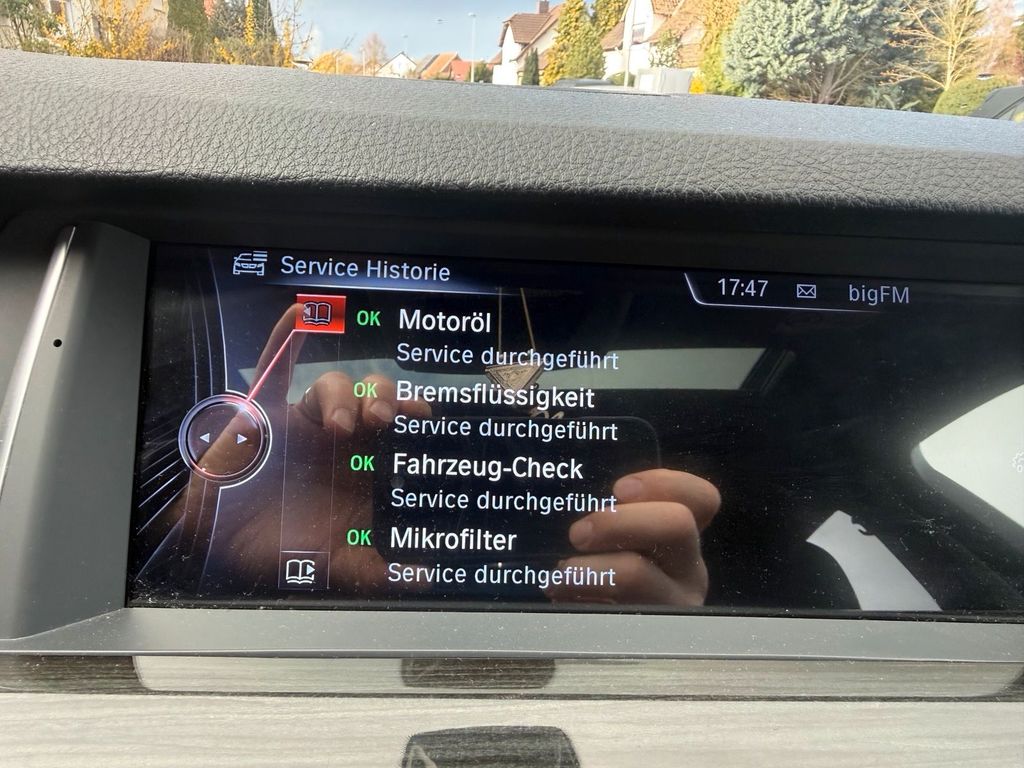 Service Historie
17:47
bigFM
OK Motoröl
Service durchgeführt
OK Bremsflüssigkeit
Service durchgeführt
OK Fahrzeug-Check
Service durchgeführt
OK Mikrofilter
Service durchgeführt